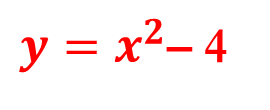 y = x² – 4